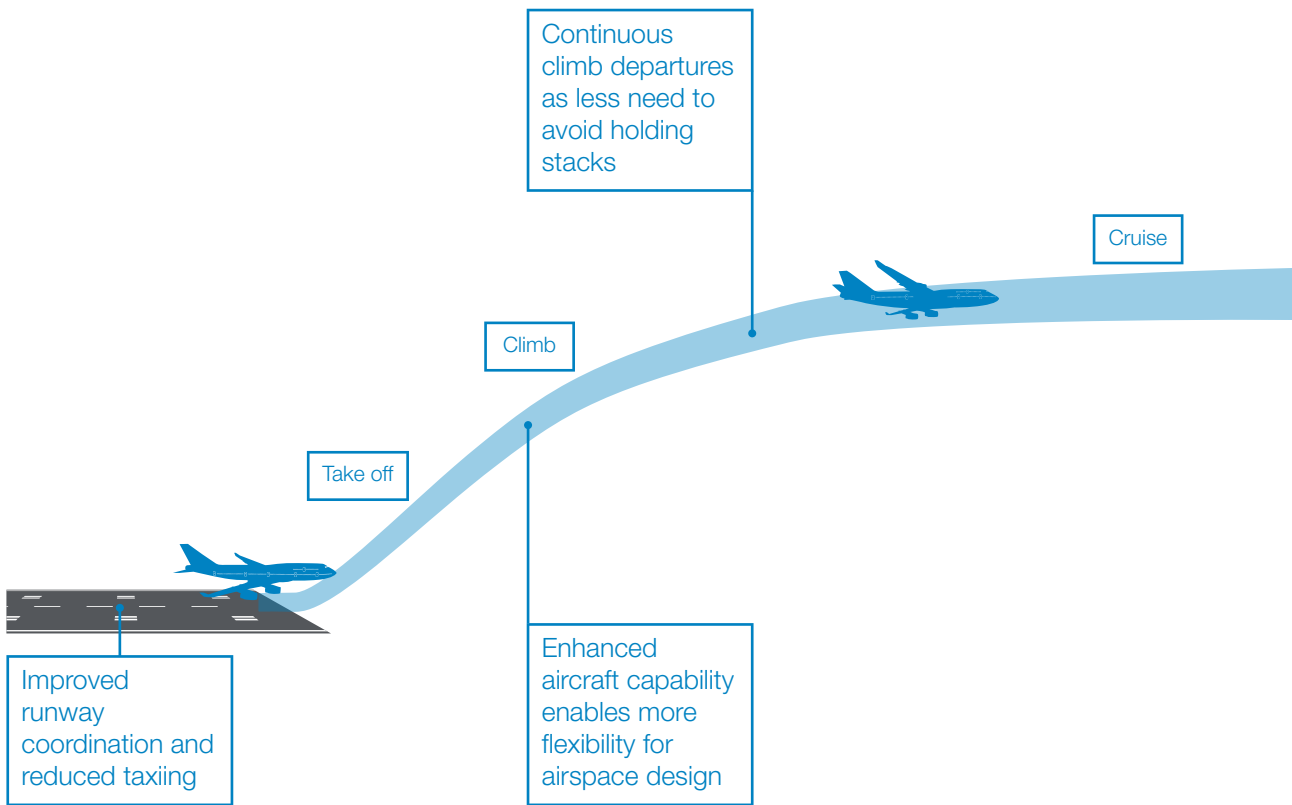 Continuous
climb departures
as less need to
avoid holding
stacks
Cruise
Climb
Take off
Improved
runway
coordination and
reduced taxiing
Enhanced
aircraft capability
enables more
flexibility for
airspace design